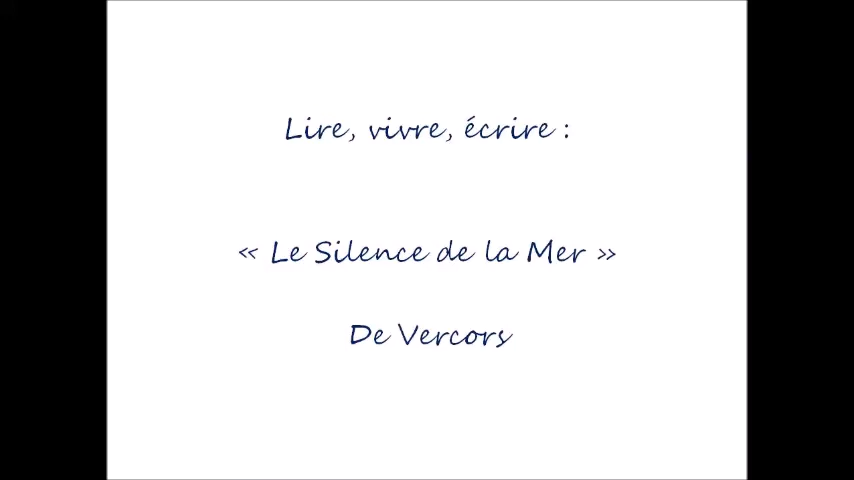 Lire, vivre, écrire :
« Le Silence de la Mer »
De Vercors